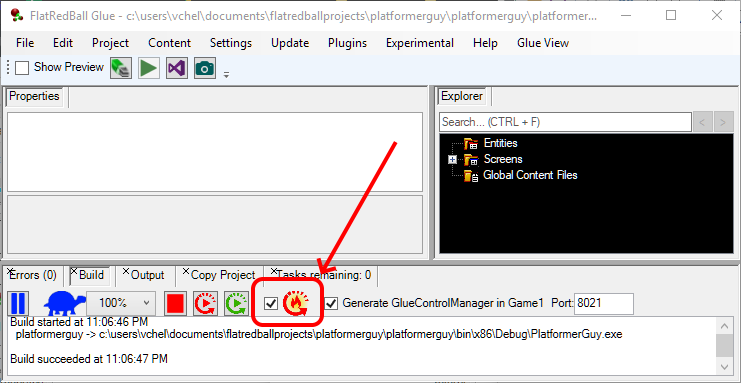 FlatRedBall Glue - c:\users\vchel\documents\flatredballprojects\platformerguy\platformerguy\platformer...
File Edit Project Content Settings Update Plugins Experimental Help Glue View
Show Preview
Properties
Explorer
Search... (CTRL + F)
Entities
Screens
Global Content Files
Errors (0) Build Output Copy Project Tasks remaining: 0
100% Generate GlueControlManager in Game1 Port: 8021
Build started at 11:06:46 PM
platformerguy -> c:\users\vchel\documents\flatredballprojects\platformerguy\platformerguy\bin\x86\Debug\PlatformerGuy.exe
Build succeeded at 11:06:47 PM